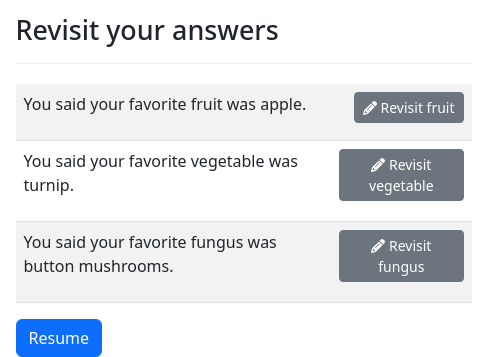 Revisit your answers
You said your favorite fruit was apple.
Revisit fruit
You said your favorite vegetable was
turnip.
Revisit
vegetable
You said your favorite fungus was
button mushrooms.
Revisit
fungus
Resume